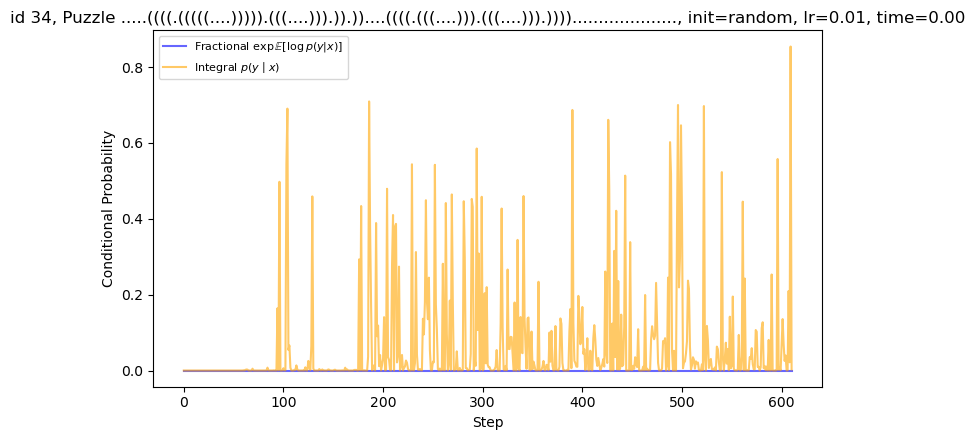 id 34, Puzzle .....((((.(((((....))))).(((....))).)).))....((((.(((....))).(((....))).))))....................., init=random, lr=0.01, time=0.00
Fractional exp𝔼[log p(y|x)]
Integral p(y | x)
Conditional Probability
0.8
0.6
0.4
0.2
0.0
0 100 200 300 400 500 600
Step